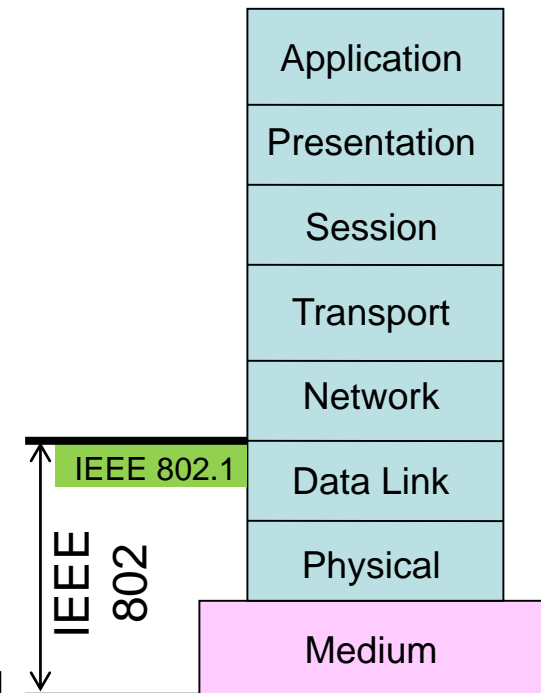 Application
Presentation
Session
Transport
Network
IEEE 802.1
Data Link
Physical
IEEE
802
Medium